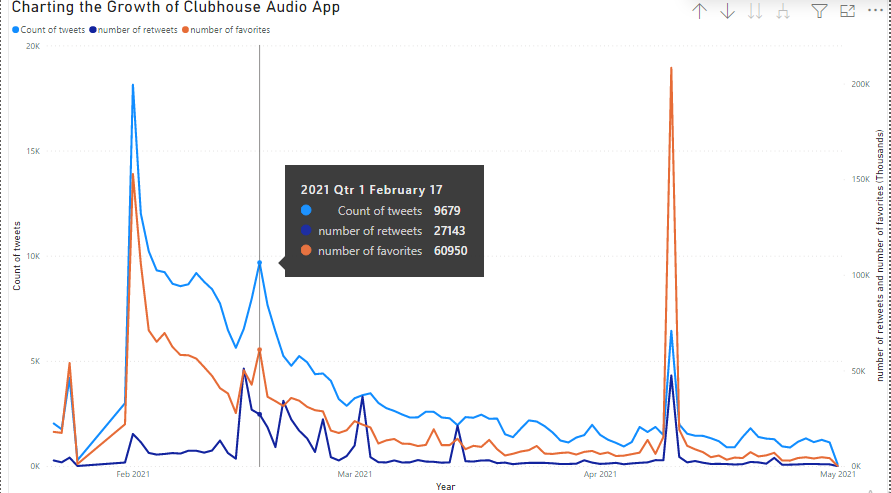 Charting the Growth of Clubhouse Audio App
Count of tweets number of retweets number of favorites
20K
15K
10K
5K
0K
Count of tweets
200K
150K
100K
50K
0K
number of retweets and number of favorites (Thousands)
2021 Qtr 1 February 17
Count of tweets 9679
number of retweets 27143
number of favorites 60950
Feb 2021 Mar 2021 Apr 2021 May 2021
Year